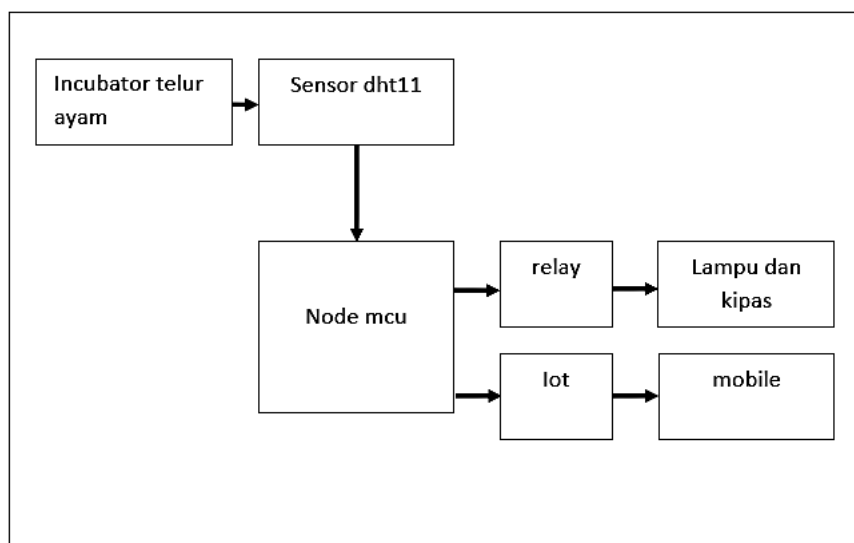 Incubator telur
ayam
Sensor dht11
Node mcu
relay
Lampu dan
kipas
Iot
mobile